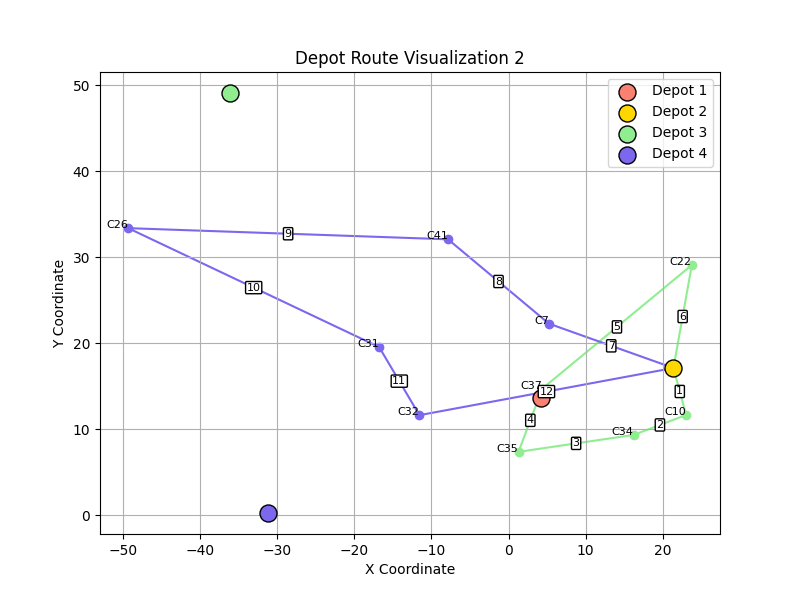 Depot Route Visualization 2
Depot 1
Depot 2
Depot 3
Depot 4
Y Coordinate
50
40
30
20
10
0
C26
9
C41
10
8
C22
C7
5
6
7
C31
11
C32
C37
12
1
C10
4
2
C34
3
C35
−50
−40
−30
−20
−10
0
10
20
X Coordinate